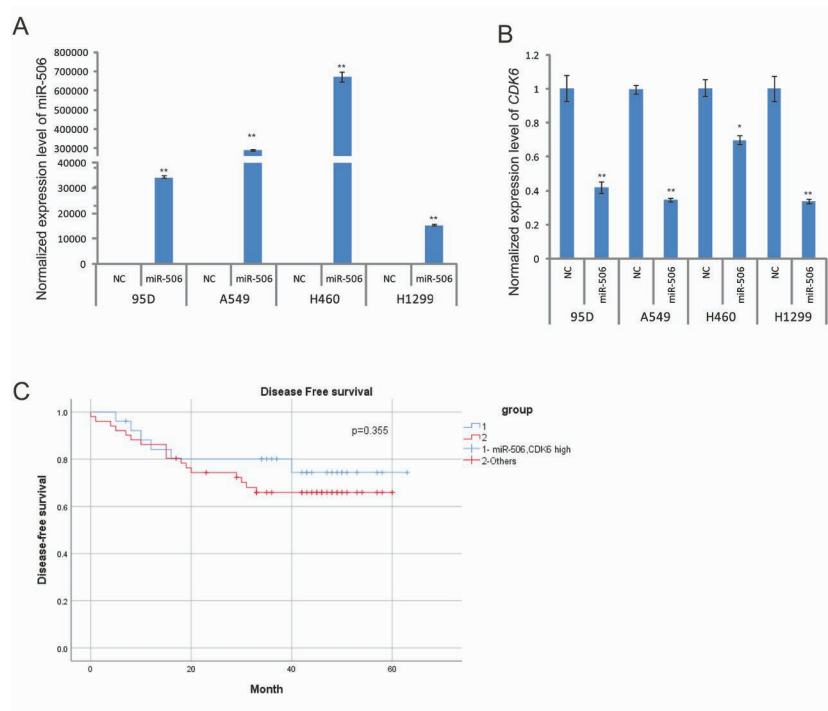 A
Normalized expression level of miR-506
800000
700000
600000
500000
400000
300000
40000
30000
20000
10000
0
**
**
**
**
NC miR-506 NC miR-506 NC miR-506 NC miR-506
95D A549 H460 H1299
B
Normalized expression level of CDK6
1.2
1
0.8
0.6
0.4
0.2
0
**
**
*
**
NC miR-506 NC miR-506 NC miR-506 NC miR-506
95D A549 H460 H1299
C
Disease Free survival
Disease-free survival
1.0
0.8
0.6
0.4
0.2
0.0
p=0.355
0 20 40 60
Month
group
1
2
1- miR-506,CDK6 high
2-Others